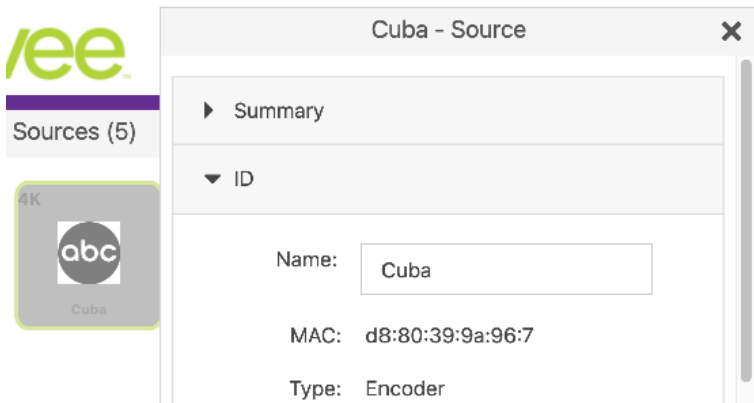 vee
Cuba - Source
Sources (5)
Summary
ID
4K
abc
Cuba
Name: Cuba
MAC: d8:80:39:9a:96:7
Type: Encoder